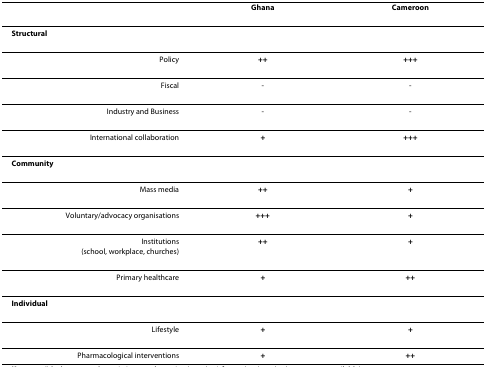 Ghana Cameroon
Structural
Policy ++ +++
Fiscal - -
Industry and Business - -
International collaboration + +++
Community
Mass media ++ +
Voluntary/advocacy organisations +++ +
Institutions ++ +
(school, workplace, churches)
Primary healthcare + ++
Individual
Lifestyle + +
Pharmacological interventions + ++